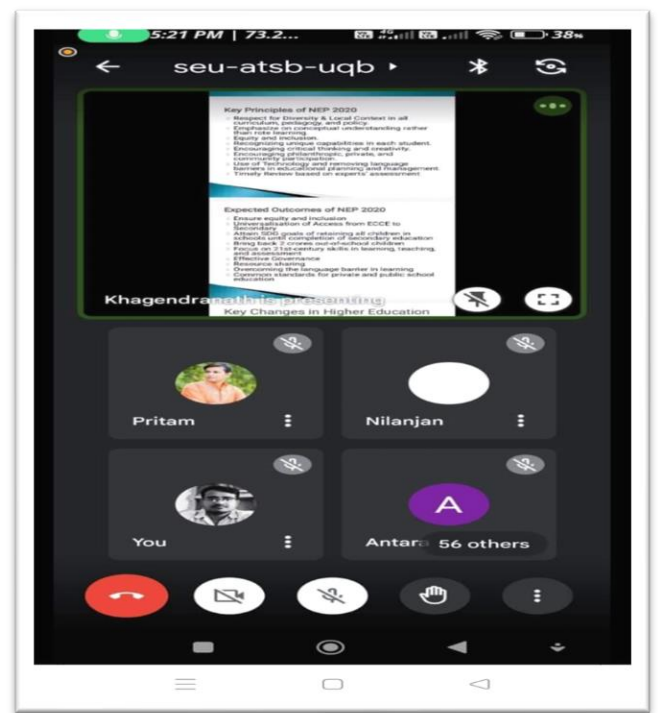 5:21 PM | 73.2...
38%
seu-atsb-uqb
Key Principles of NEP 2020
Respect for Diversity & Local Context in all
curriculum, pedagogy, and policy.
Emphasize on conceptual understanding rather
than rote learning
Equity and inclusion.
Recognizing unique capabilities in each student.
Encouraging critical thinking and creativity.
Encouraging philanthropic, private, and
community participation
Use of Technology and removing language
barriers in educational planning and management
Timely Review based on experts' assessment
Expected Outcomes of NEP 2020
Ensure equity and inclusion
Universalisation of Access from ECCE to
Secondary
Attain SDG goals of retaining all children in
schools until completion of secondary education
Bring back 2 crores out-of-school children
Focus on 21st-century skills in learning, teaching,
and assessment
Effective Governance
Resource sharing
Overcoming the language barrier in learning
Common standards for private and public school
education
Khagendranath is presenting
Key Changes in Higher Education
Pritam
Nilanjan
A
You
Antara
56 others